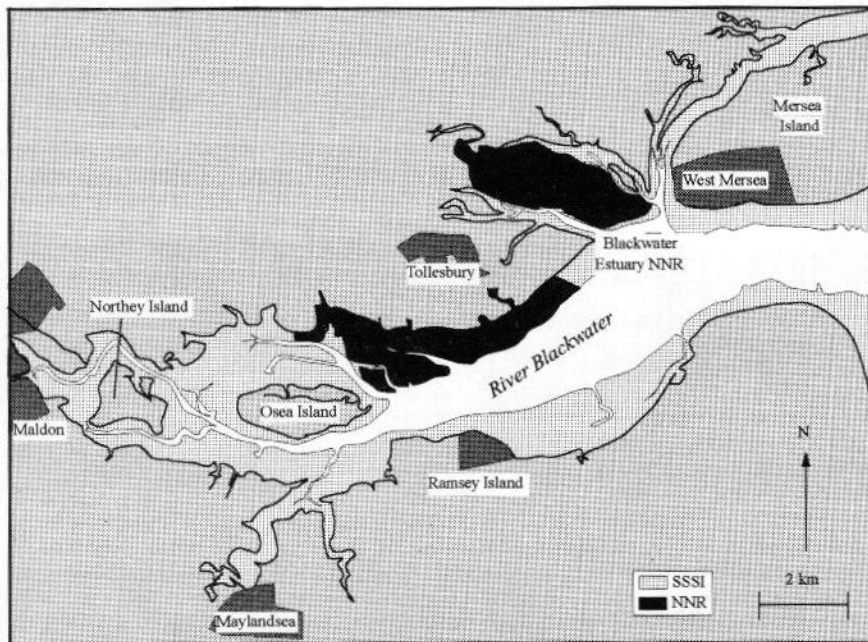 Mersea
Island
West Mersea
Blackwater
Estuary NNR
Tollesbury
Northey Island
River Blackwater
Osea Island
Maldon
N
Ramsey Island
SSSI
NNR
2 km
Maylandsea